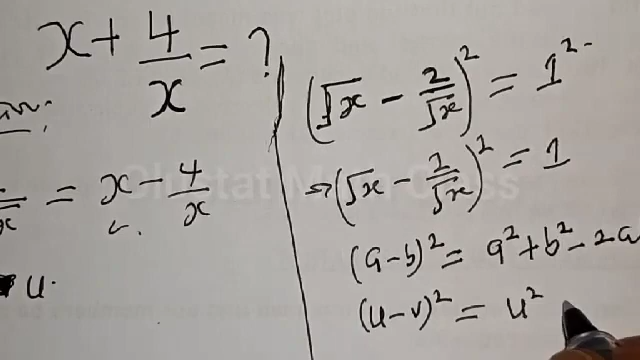 x + 4/x = ?
= x - 4/x
u.
(√x - 2/√x)² = 1²
(√x - 2/√x)² = 1
(a-b)² = a² + b² - 2a
(u-v)² = u²